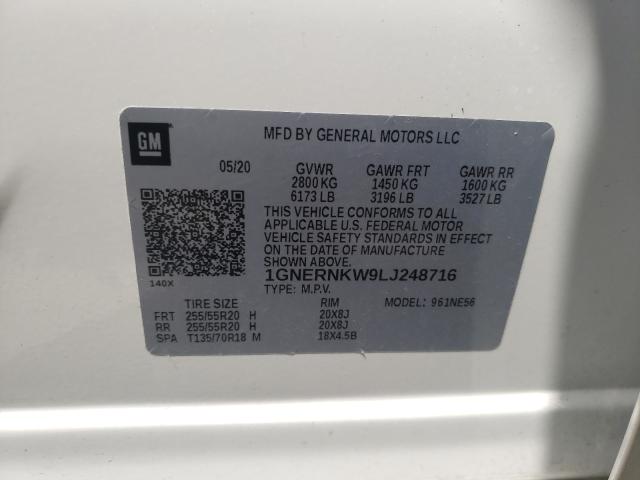 GM
MFD BY GENERAL MOTORS LLC
05/20 GVWR GAWR FRT GAWR RR
2800 KG 1450 KG 1600 KG
6173 LB 3196 LB 3527 LB
THIS VEHICLE CONFORMS TO ALL
APPLICABLE U.S. FEDERAL MOTOR
VEHICLE SAFETY STANDARDS IN EFFECT
ON THE DATE OF MANUFACTURE
SHOWN ABOVE.
140X
1GNERNKW9LJ248716
TYPE: M.P.V.
TIRE SIZE RIM MODEL: 961NE56
FRT 255/55R20 H 20X8J
RR 255/55R20 H 20X8J
SPA T135/70R18 M 18X4.5B